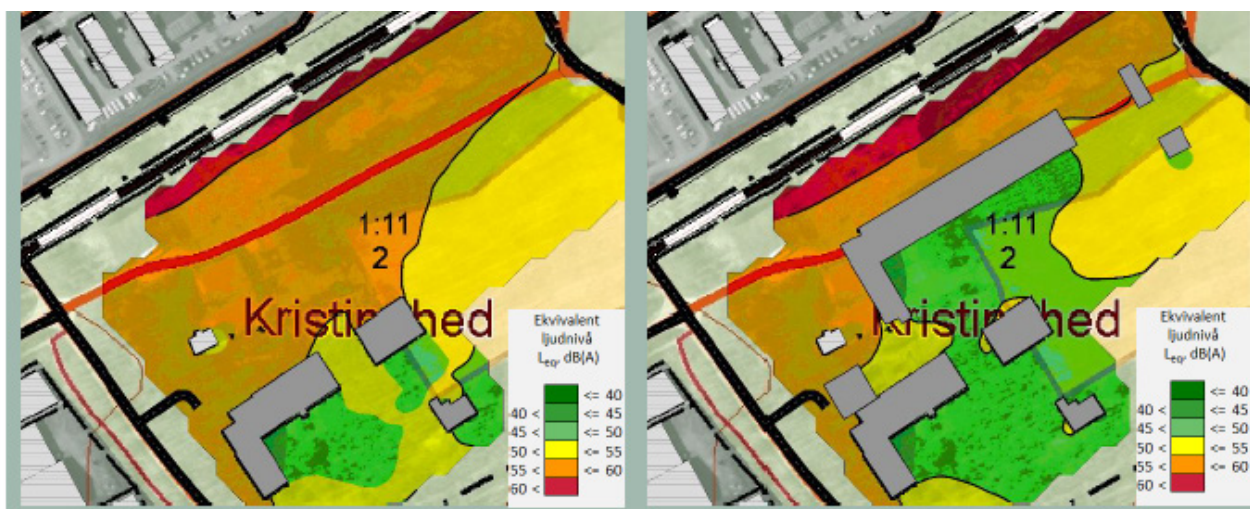 1:11
2
Kristinehed
Ekvivalent
ljudnivå
Leq, dB(A)
<= 40
40 < <= 45
45 < <= 50
50 < <= 55
55 < <= 60
60 <
1:11
2
Kristinehed
Ekvivalent
ljudnivå
Leq, dB(A)
<= 40
40 < <= 45
45 < <= 50
50 < <= 55
55 < <= 60
60 <